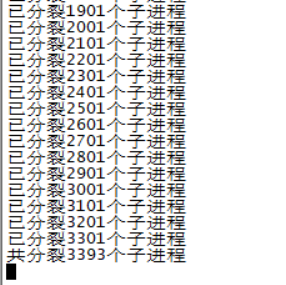 已分裂1901个子进程
已分裂2001个子进程
已分裂2101个子进程
已分裂2201个子进程
已分裂2301个子进程
已分裂2401个子进程
已分裂2501个子进程
已分裂2601个子进程
已分裂2701个子进程
已分裂2801个子进程
已分裂2901个子进程
已分裂3001个子进程
已分裂3101个子进程
已分裂3201个子进程
已分裂3301个子进程
共分裂3393个子进程